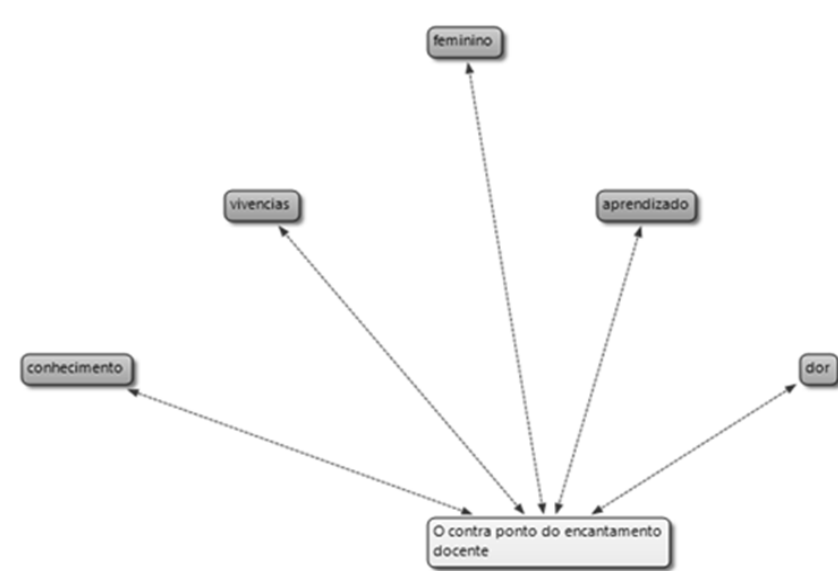 feminino
vivencias
aprendizado
conhecimento
dor
O contra ponto do encantamento
docente